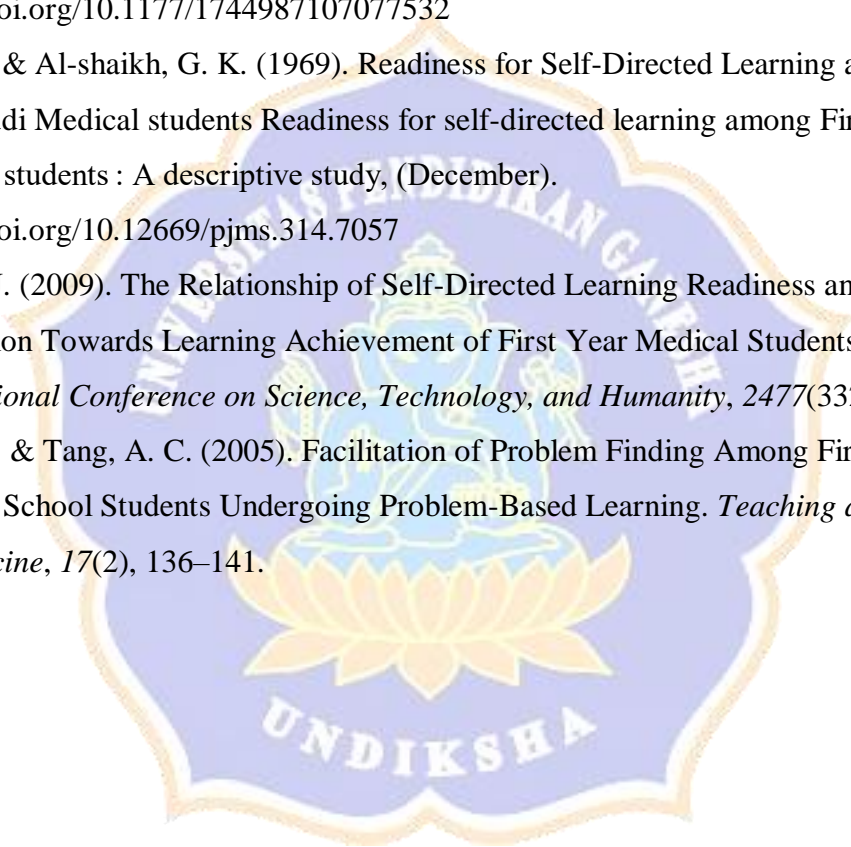 oi.org/10.1177/1744987107077532
& Al-shaikh, G. K. (1969). Readiness for Self-Directed Learning a
di Medical students Readiness for self-directed learning among Fir
students : A descriptive study, (December).
oi.org/10.12669/pjms.314.7057
. (2009). The Relationship of Self-Directed Learning Readiness an
on Towards Learning Achievement of First Year Medical Students
ional Conference on Science, Technology, and Humanity, 2477(332
& Tang, A. C. (2005). Facilitation of Problem Finding Among Fir
School Students Undergoing Problem-Based Learning. Teaching a
cine, 17(2), 136–141.
UNIVERSITAS PENDIDIKAN GANESHA
UNDIKSHA